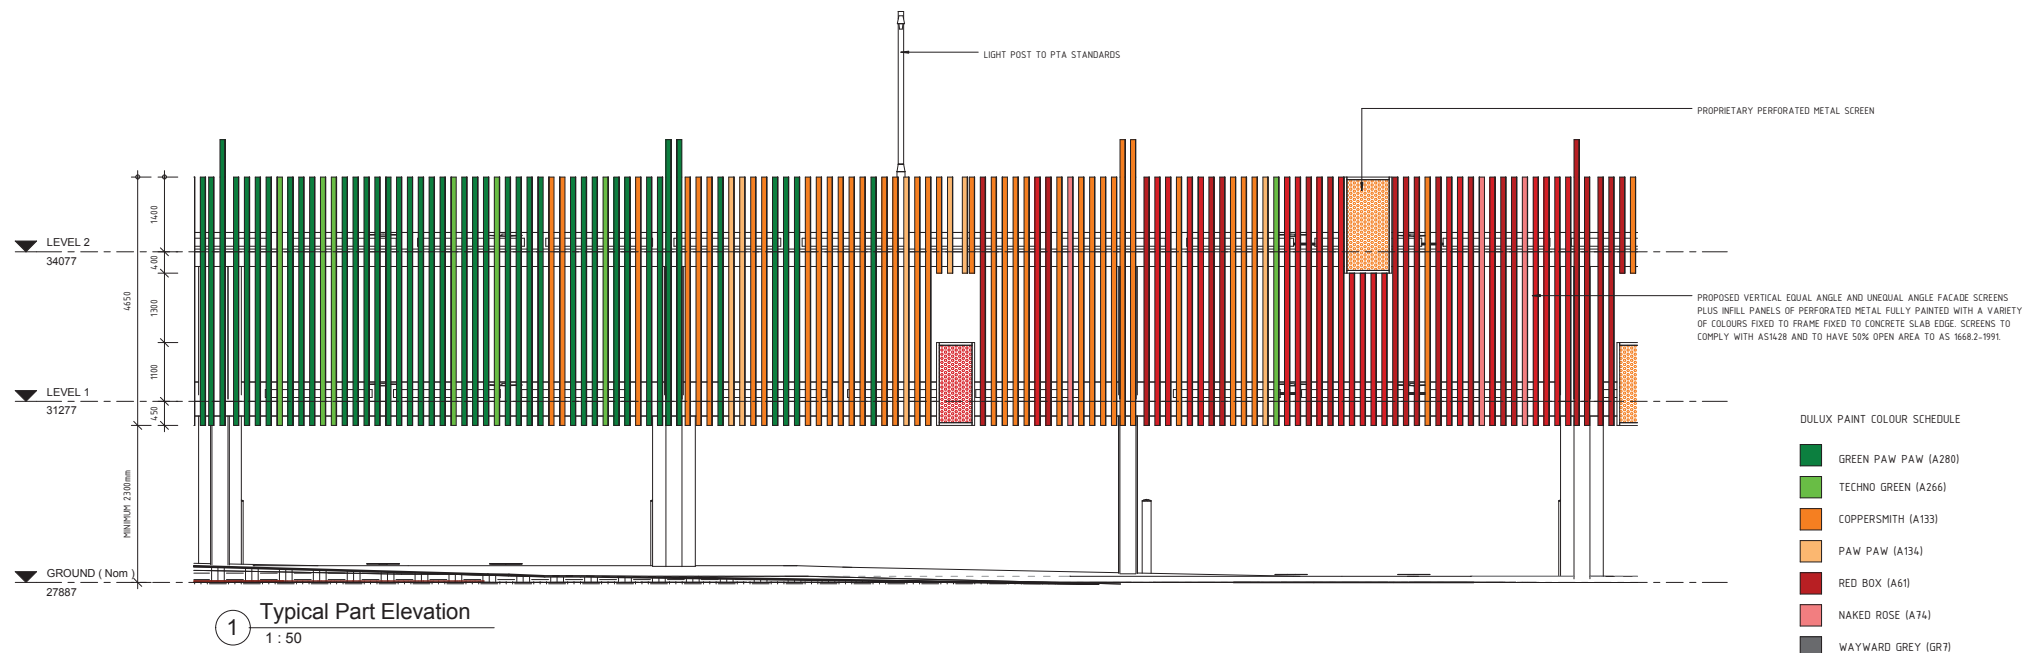 LIGHT POST TO PTA STANDARDS
PROPRIETARY PERFORATED METAL SCREEN
1400
LEVEL 2
34077
400
4650
1300
PROPOSED VERTICAL EQUAL ANGLE AND UNEQUAL ANGLE FACADE SCREENS
PLUS INFILL PANELS OF PERFORATED METAL FULLY PAINTED WITH A VARIETY
OF COLOURS FIXED TO FRAME FIXED TO CONCRETE SLAB EDGE. SCREENS TO
COMPLY WITH AS1428 AND TO HAVE 50% OPEN AREA TO AS 1668.2-1991.
1100
LEVEL 1
31277
450
DULUX PAINT COLOUR SCHEDULE
GREEN PAW PAW (A280)
TECHNO GREEN (A266)
COPPERSMITH (A133)
PAW PAW (A134)
RED BOX (A61)
NAKED ROSE (A74)
WAYWARD GREY (GR7)
MINIMUM 2300mm
GROUND ( Nom )
27887
1
Typical Part Elevation
1 : 50